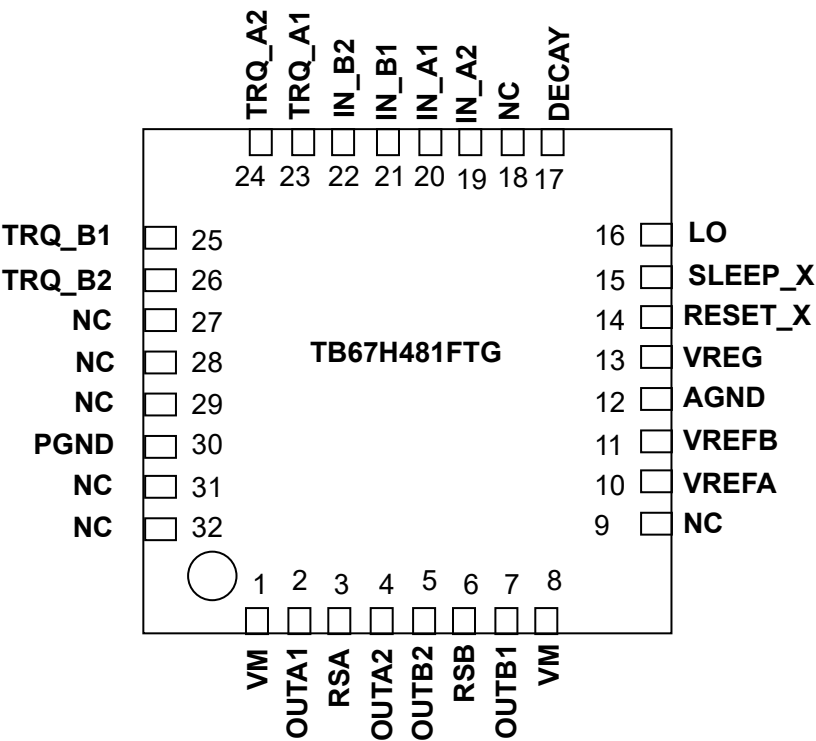 TRQ_A2
TRQ_A1
IN_B2
IN_B1
IN_A1
IN_A2
NC
DECAY
24 23 22 21 20 19 18 17
TRQ_B1 25
TRQ_B2 26
NC 27
NC 28
NC 29
PGND 30
NC 31
NC 32
TB67H481FTG
16 LO
15 SLEEP_X
14 RESET_X
13 VREG
12 AGND
11 VREFB
10 VREFA
9 NC
1 2 3 4 5 6 7 8
VM
OUTA1
RSA
OUTA2
OUTB2
RSB
OUTB1
VM